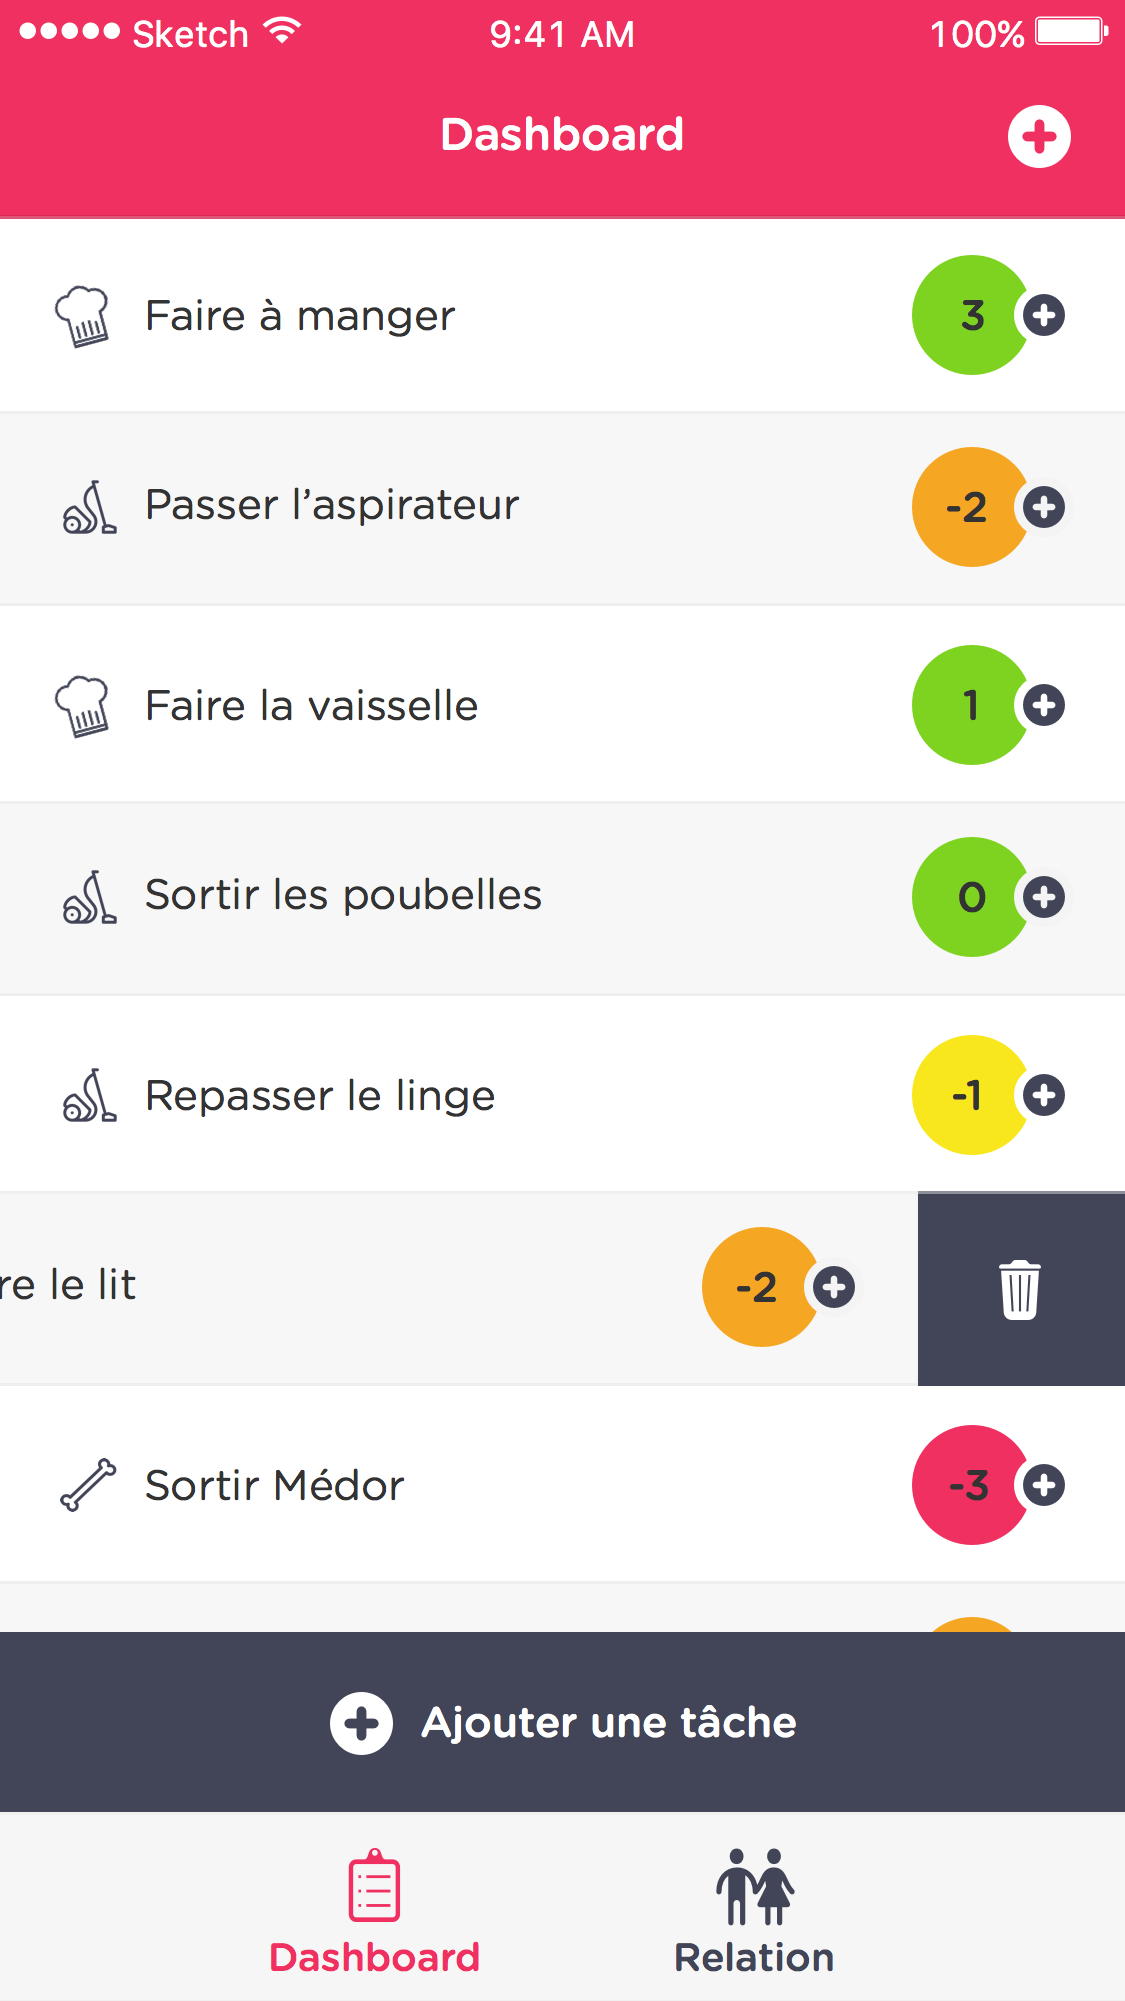 Sketch 9:41 AM 100%
Dashboard
Faire à manger 3
Passer l’aspirateur -2
Faire la vaisselle 1
Sortir les poubelles 0
Repasser le linge -1
re le lit -2
Sortir Médor -3
Ajouter une tâche
Dashboard Relation